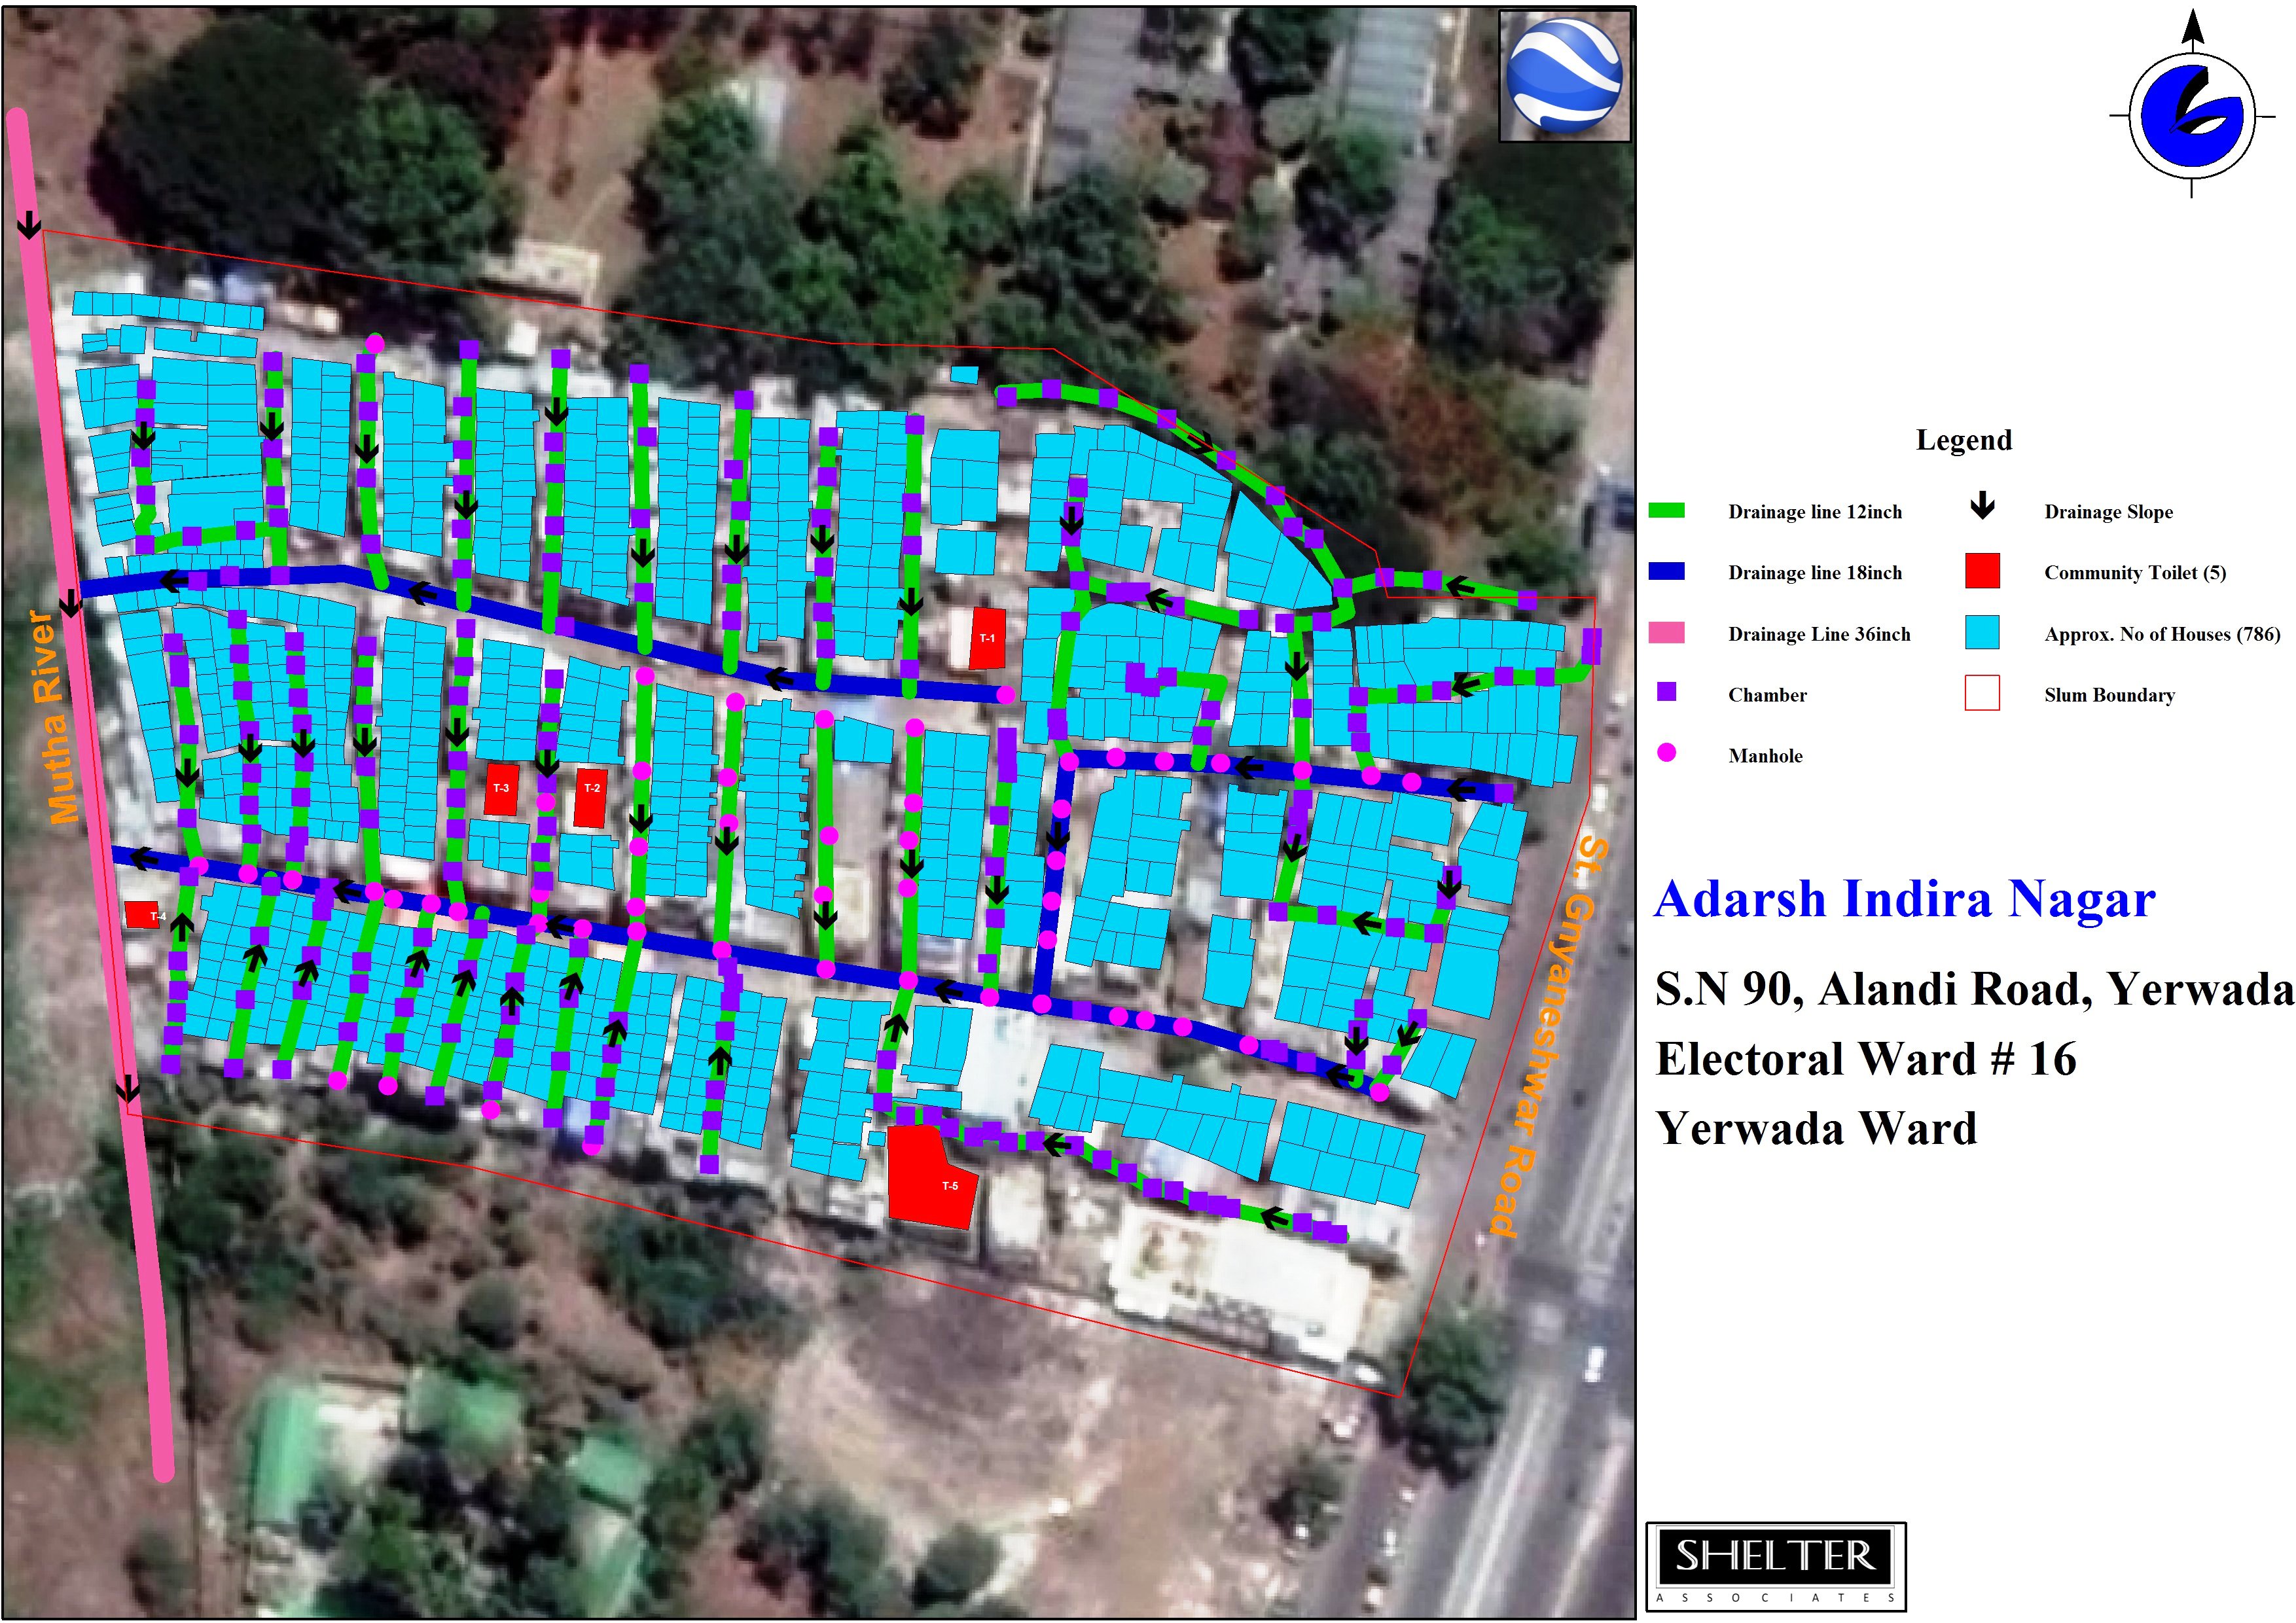 Mutha River
St. Gnyaneshwar Road
T-1
T-3
T-2
T-4
T-5
Legend
Drainage line 12inch
Drainage Slope
Drainage line 18inch
Community Toilet (5)
Drainage Line 36inch
Approx. No of Houses (786)
Chamber
Slum Boundary
Manhole
Adarsh Indira Nagar
S.N 90, Alandi Road, Yerwada
Electoral Ward # 16
Yerwada Ward
SHELTER
ASSOCIATES